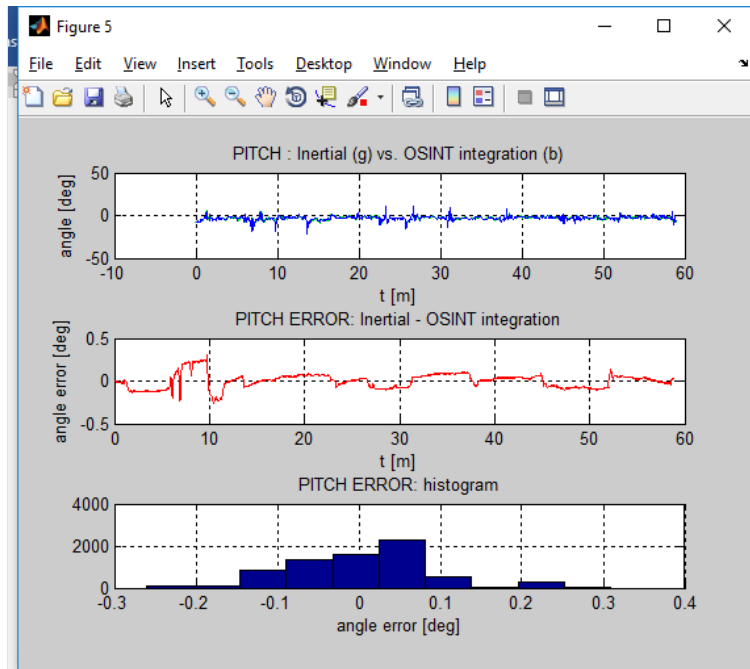 Figure 5
File Edit View Insert Tools Desktop Window Help
PITCH : Inertial (g) vs. OSINT integration (b)
angle [deg]
50
0
-50
-10 0 10 20 30 40 50 60
t [m]
PITCH ERROR: Inertial - OSINT integration
angle error [deg]
0.5
0
-0.5
0 10 20 30 40 50 60
t [m]
PITCH ERROR: histogram
4000
2000
0
-0.3 -0.2 -0.1 0 0.1 0.2 0.3 0.4
angle error [deg]